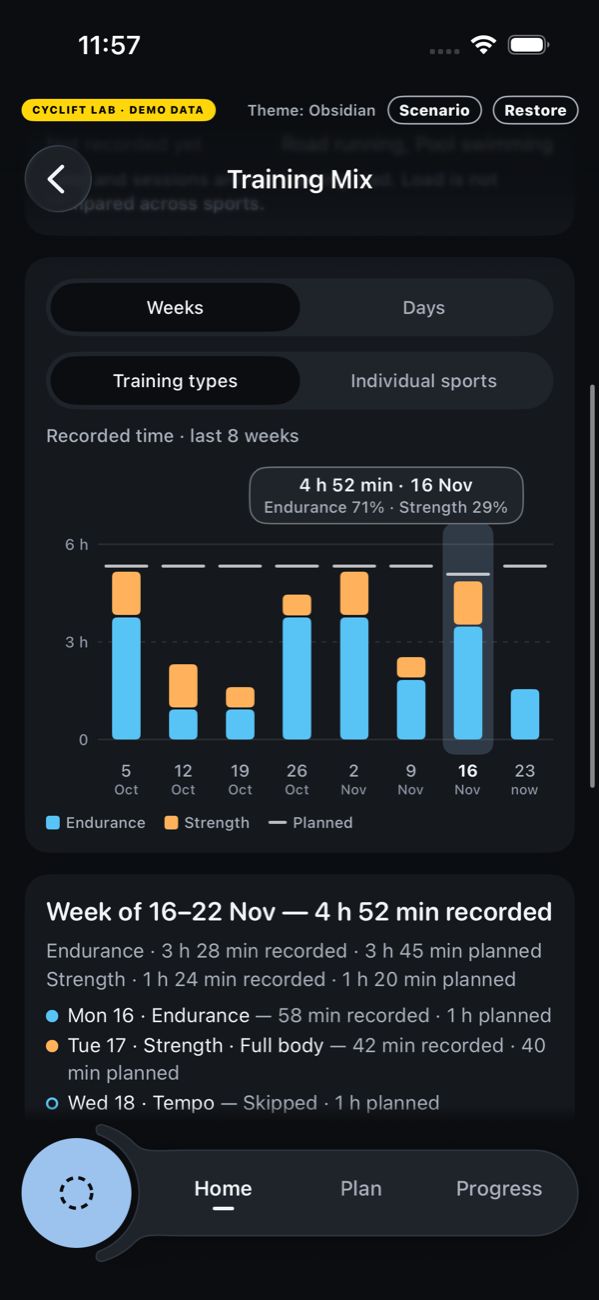 11:57
CYCLIFT LAB · DEMO DATA
Theme: Obsidian
Scenario
Restore
Training Mix
compared across sports.
Weeks
Days
Training types
Individual sports
Recorded time · last 8 weeks
4 h 52 min · 16 Nov
Endurance 71% · Strength 29%
6 h
3 h
0
5 12 19 26 2 9 16 23
Oct Oct Oct Oct Nov Nov Nov now
Endurance
Strength
Planned
Week of 16–22 Nov — 4 h 52 min recorded
Endurance · 3 h 28 min recorded · 3 h 45 min planned
Strength · 1 h 24 min recorded · 1 h 20 min planned
Mon 16 · Endurance — 58 min recorded · 1 h planned
Tue 17 · Strength · Full body — 42 min recorded · 40
min planned
Wed 18 · Tempo — Skipped · 1 h planned
Home
Plan
Progress